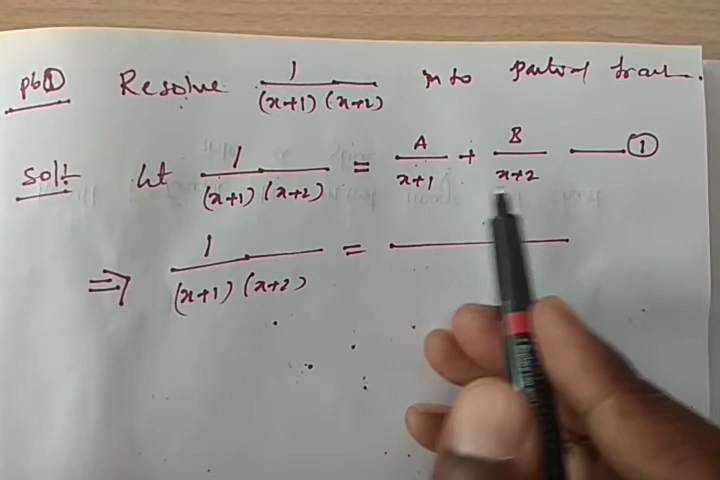 pb① Resolve 1/((x+1)(x+2)) into partial fract.
Sol: let 1/((x+1)(x+2)) = A/(x+1) + B/(x+2) —— ①
⇒ 1/((x+1)(x+2)) =